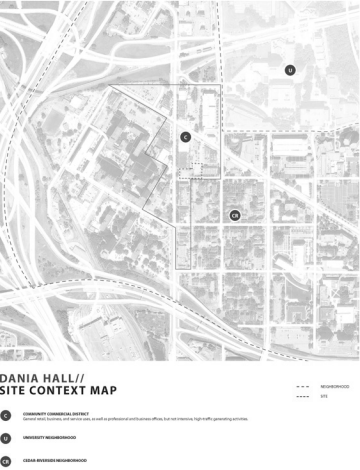 U
C
CR
DANIA HALL//
SITE CONTEXT MAP
NEIGHBORHOOD
SITE
C COMMUNITY COMMERCIAL DISTRICT
General retail, business, and service uses, as well as professional and business offices, but not intensive, high-traffic generating activities.
U UNIVERSITY NEIGHBORHOOD
CR CEDAR RIVERSIDE NEIGHBORHOOD